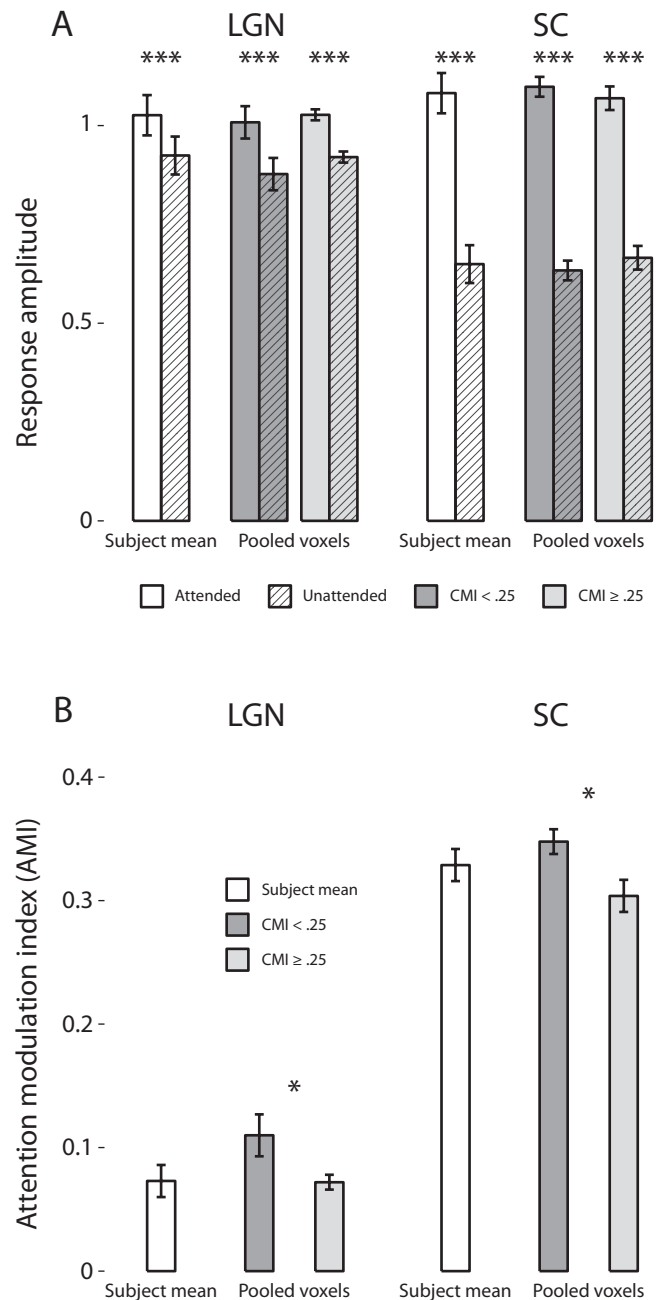 A
LGN
SC
*** *** *** *** *** ***
Response amplitude
1 -
0.5 -
0 -
Subject mean Pooled voxels Subject mean Pooled voxels
Attended Unattended CMI < .25 CMI ≥ .25
B
LGN
SC
Attention modulation index (AMI)
0.4 -
*
0.3 -
Subject mean
CMI < .25
CMI ≥ .25
0.2 -
*
0.1 -
0 -
Subject mean Pooled voxels Subject mean Pooled voxels